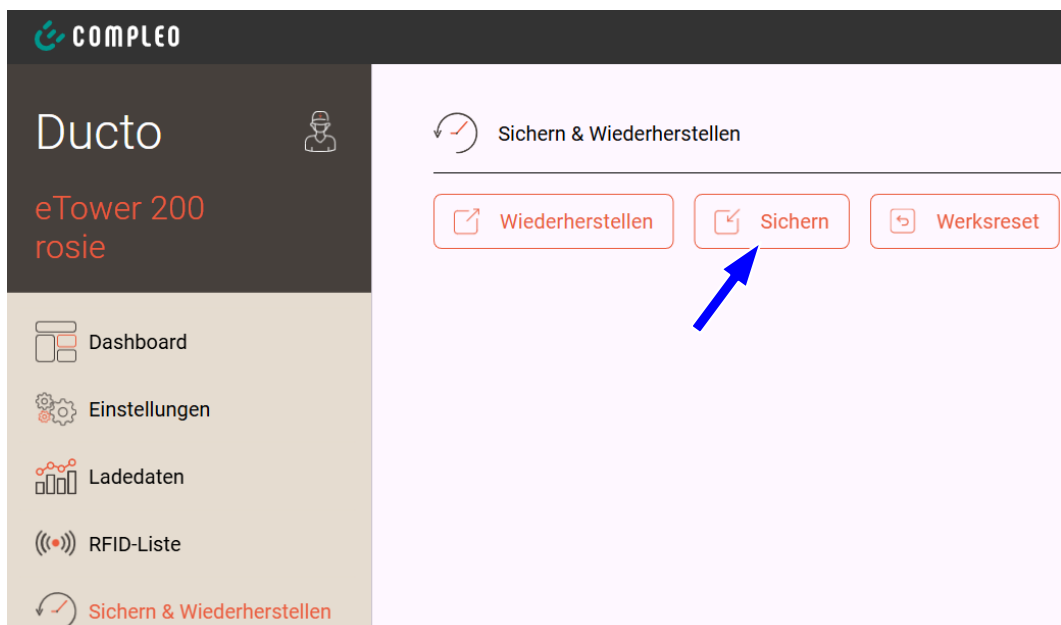 COMPLEO
Ducto
eTower 200
rosie
Dashboard
Einstellungen
Ladedaten
RFID-Liste
Sichern & Wiederherstellen
Sichern & Wiederherstellen
Wiederherstellen
Sichern
Werksreset